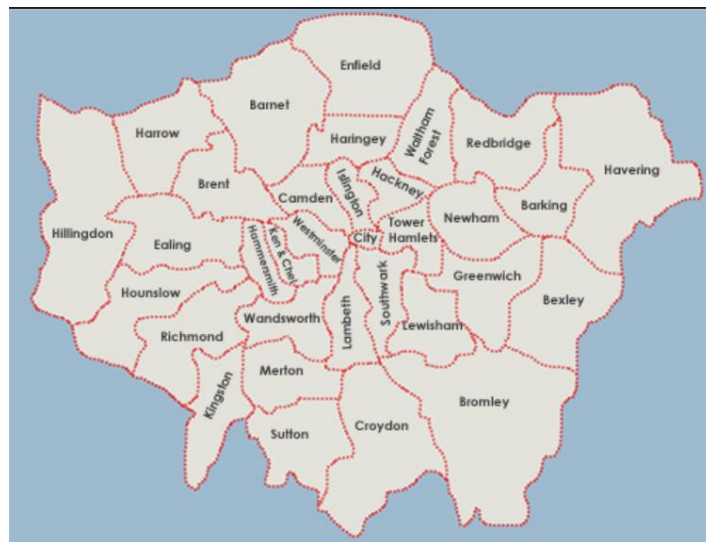 Enfield
Barnet
Harrow
Haringey
Waltham
Forest
Redbridge
Havering
Brent
Camden
Islington
Hackney
Barking
Hillingdon
Ealing
Hammersmith
Ken & Chel
Westminster
City
Tower
Hamlets
Newham
Hounslow
Greenwich
Bexley
Richmond
Wandsworth
Lambeth
Southwark
Lewisham
Kingston
Merton
Sutton
Croydon
Bromley